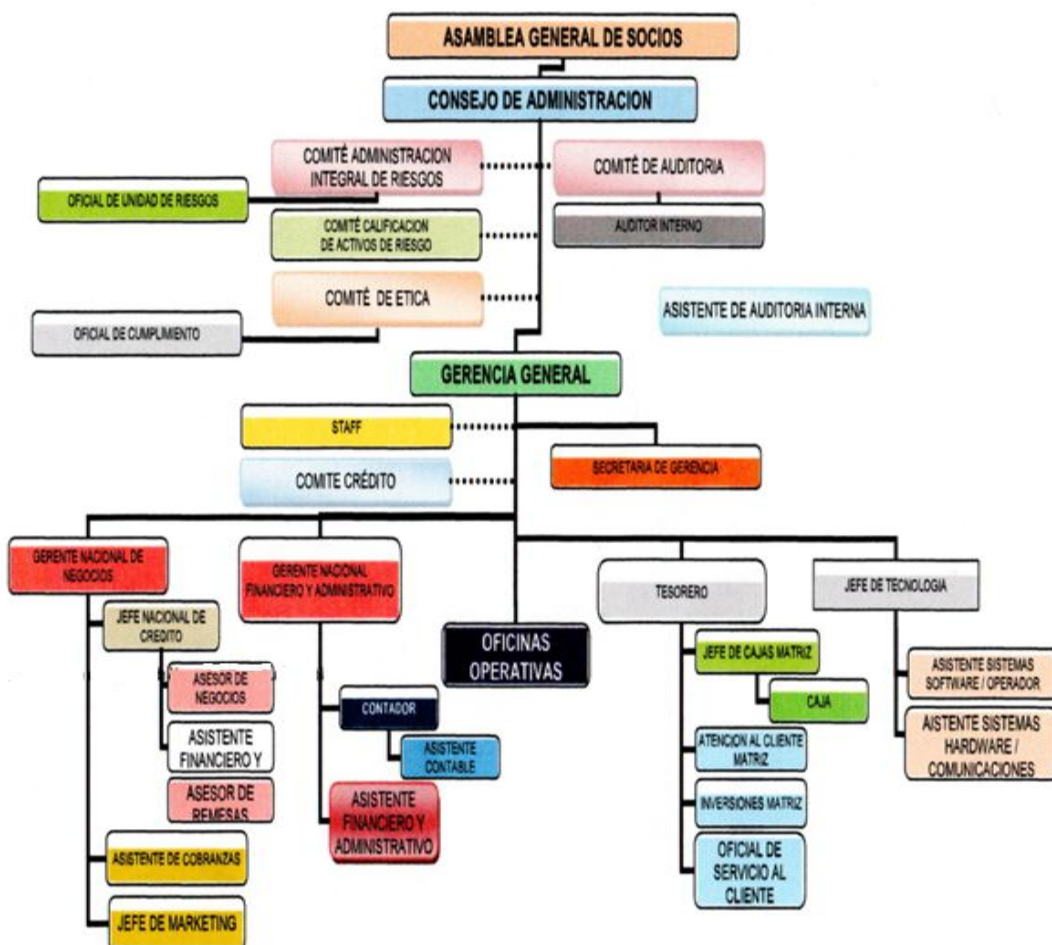 ASAMBLEA GENERAL DE SOCIOS
CONSEJO DE ADMINISTRACION
COMITÉ ADMINISTRACION
INTEGRAL DE RIESGOS
COMITÉ DE AUDITORIA
OFICIAL DE UNIDAD DE RIESGOS
AUDITOR INTERNO
COMITÉ CALIFICACION
DE ACTIVOS DE RIESGO
COMITÉ DE ETICA
ASISTENTE DE AUDITORIA INTERNA
OFICIAL DE CUMPLIMIENTO
GERENCIA GENERAL
STAFF
SECRETARIA DE GERENCIA
COMITE CRÉDITO
GERENTE NACIONAL DE
NEGOCIOS
JEFE NACIONAL DE
CREDITO
ASESOR DE
NEGOCIOS
ASISTENTE
FINANCIERO Y
ASESOR DE
REMESAS
ASISTENTE DE COBRANZAS
JEFE DE MARKETING
GERENTE NACIONAL
FINANCIERO Y ADMINISTRATIVO
CONTADOR
ASISTENTE
CONTABLE
ASISTENTE
FINANCIERO Y
ADMINISTRATIVO
OFICINAS
OPERATIVAS
TESORERO
JEFE DE CAJAS MATRIZ
CAJA
ATENCION AL CLIENTE
MATRIZ
INVERSIONES MATRIZ
OFICIAL DE
SERVICIO AL
CLIENTE
JEFE DE TECNOLOGIA
ASISTENTE SISTEMAS
SOFTWARE / OPERADOR
AISTENTE SISTEMAS
HARDWARE /
COMUNICACIONES